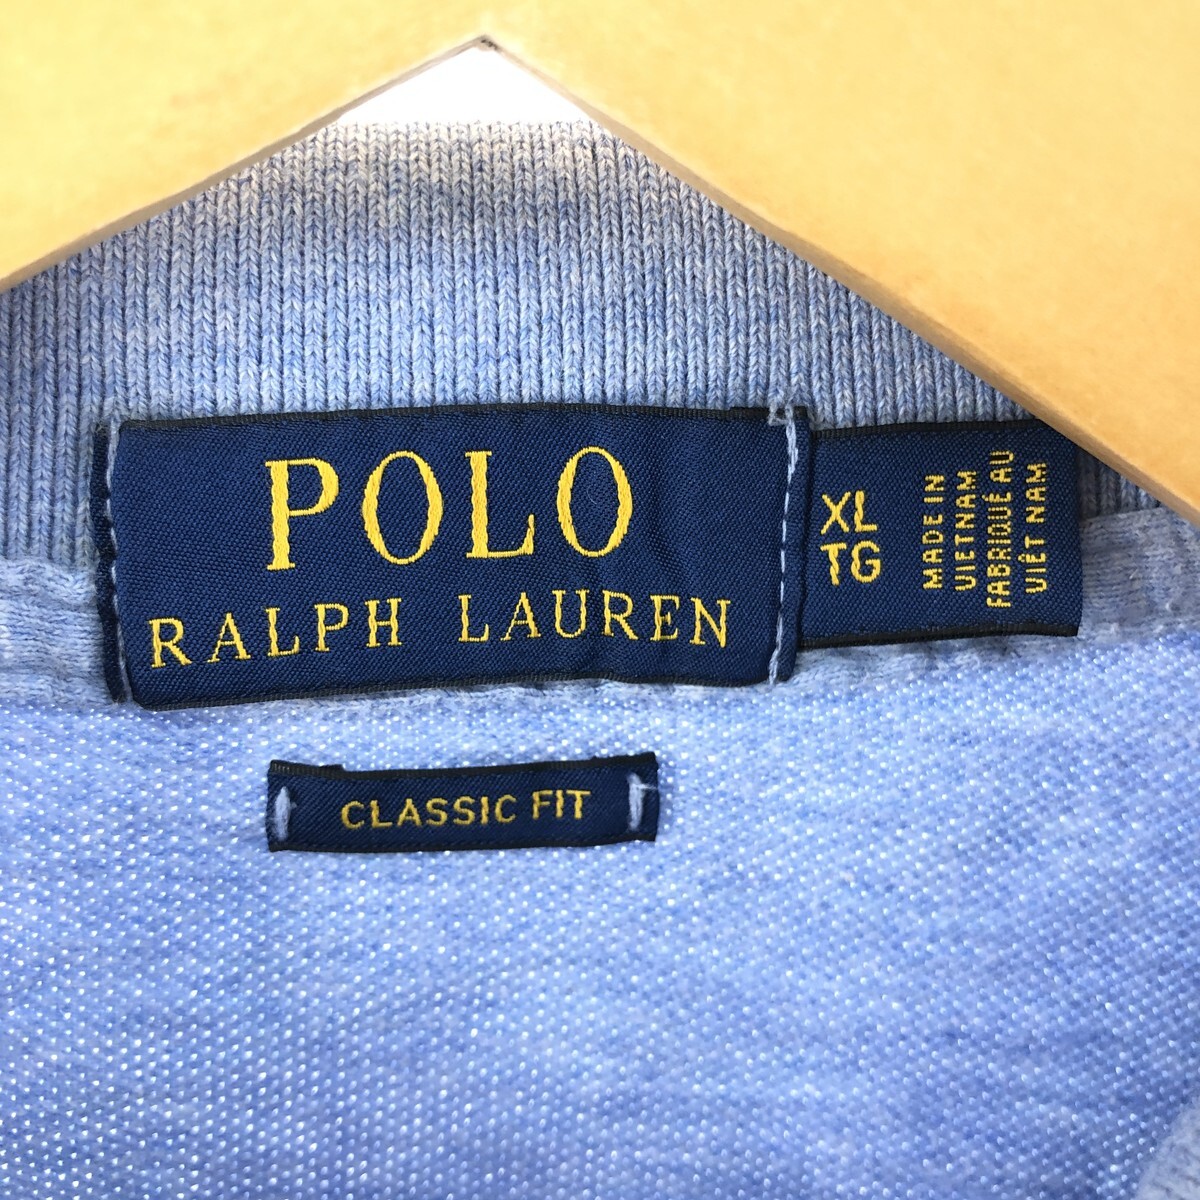 POLO
RALPH LAUREN
XL
TG
MADE IN
VIETNAM
FABRIQUÉ AU
VIÊT NAM
CLASSIC FIT